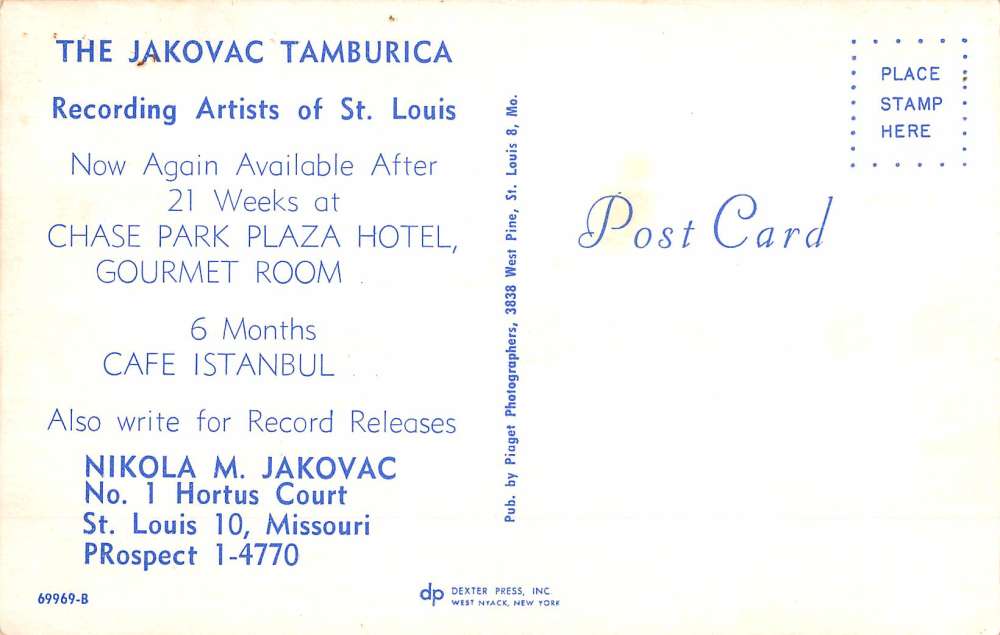 THE JAKOVAC TAMBURICA
Recording Artists of St. Louis
Now Again Available After
21 Weeks at
CHASE PARK PLAZA HOTEL,
GOURMET ROOM
6 Months
CAFE ISTANBUL
Also write for Record Releases
NIKOLA M. JAKOVAC
No. 1 Hortus Court
St. Louis 10, Missouri
PRospect 1-4770
69969-B
dp DEXTER PRESS, INC
WEST NYACK, NEW YORK
Pub. by Piaget Photographers, 3838 West Pine, St. Louis 8, Mo.
Post Card
PLACE
STAMP
HERE